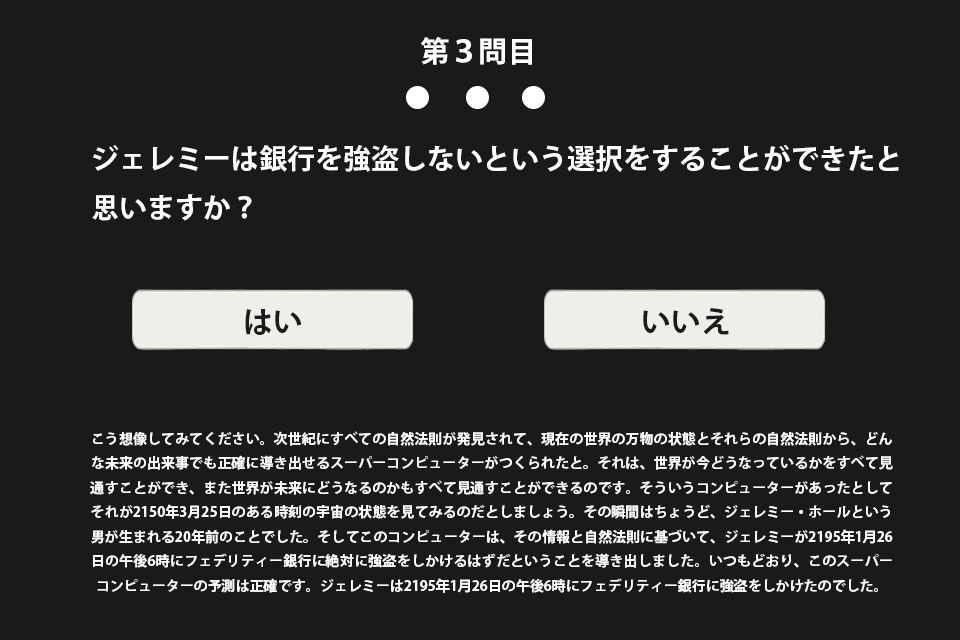 第３問目
ジェレミーは銀行を強盗しないという選択をすることができたと
思いますか？
はい
いいえ
こう想像してみてください。次世紀にすべての自然法則が発見されて、現在の世界の万物の状態とそれらの自然法則から、どん
な未来の出来事でも正確に導き出せるスーパーコンピューターがつくられたと。それは、世界が今どうなっているかをすべて見
通すことができ、また世界が未来にどうなるのかもすべて見通すことができるのです。そういうコンピューターがあったとして
それが2150年3月25日のある時刻の宇宙の状態を見てみるのだとしましょう。その瞬間はちょうど、ジェレミー・ホールという
男が生まれる20年前のことでした。そしてこのコンピューターは、その情報と自然法則に基づいて、ジェレミーが2195年1月26
日の午後6時にフェデリティー銀行に絶対に強盗をしかけるはずだということを導き出しました。いつもどおり、このスーパー
コンピューターの予測は正確です。ジェレミーは2195年1月26日の午後6時にフェデリティー銀行に強盗をしかけたのでした。